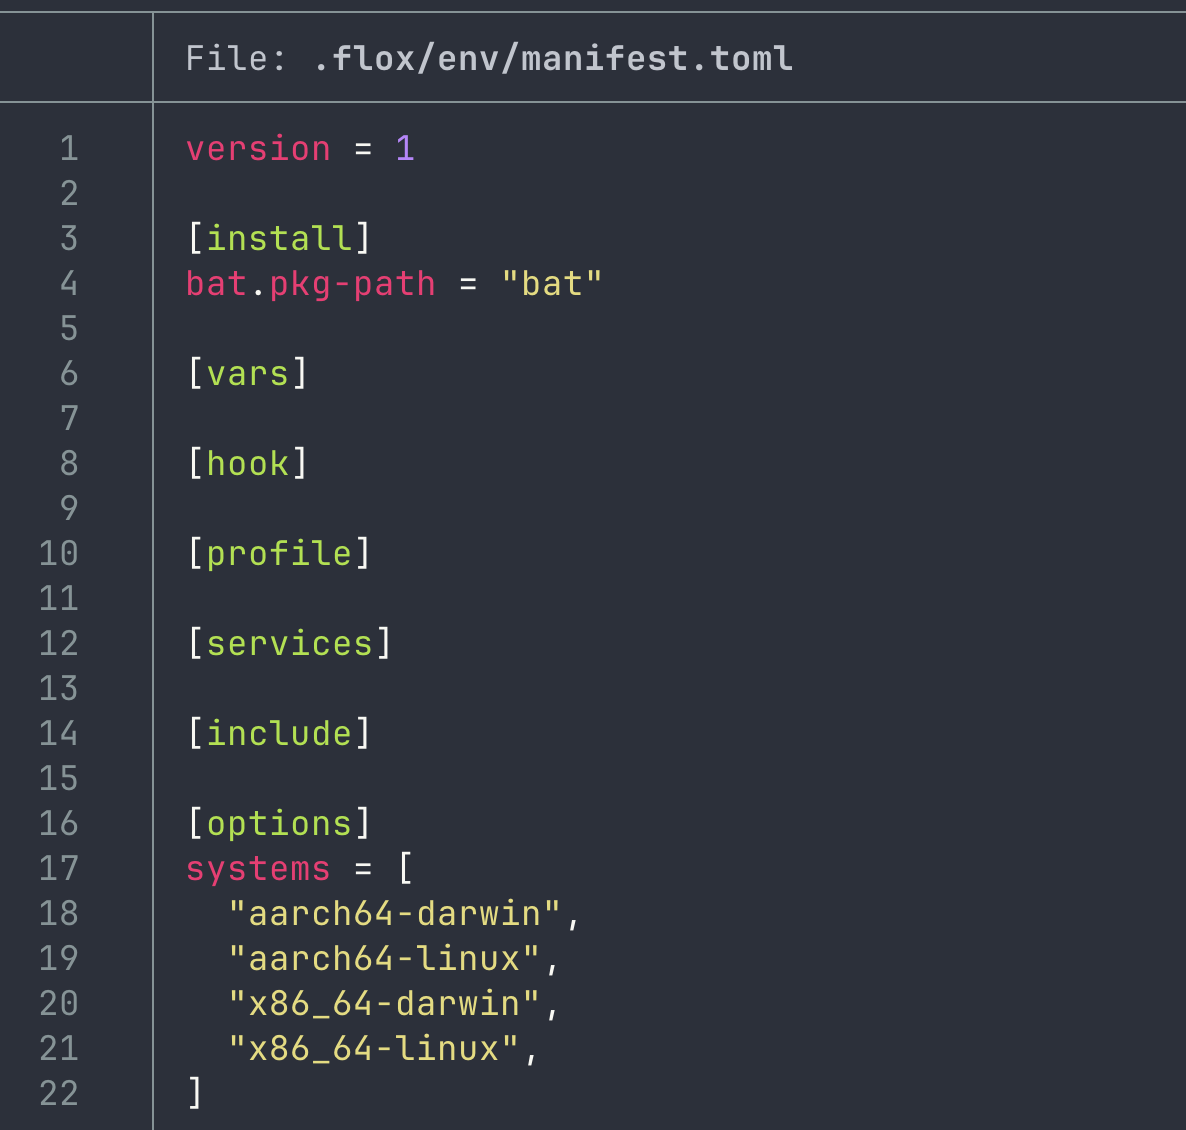 File: .flox/env/manifest.toml
1 version = 1
2
3 [install]
4 bat.pkg-path = "bat"
5
6 [vars]
7
8 [hook]
9
10 [profile]
11
12 [services]
13
14 [include]
15
16 [options]
17 systems = [
18   "aarch64-darwin",
19   "aarch64-linux",
20   "x86_64-darwin",
21   "x86_64-linux",
22 ]